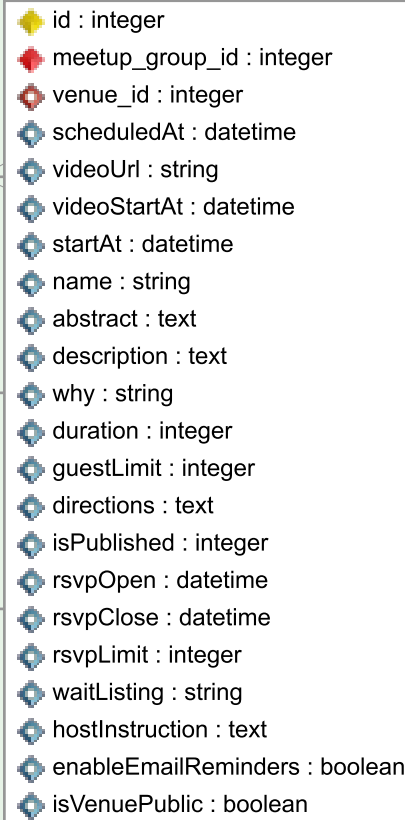 id : integer
meetup_group_id : integer
venue_id : integer
scheduledAt : datetime
videoUrl : string
videoStartAt : datetime
startAt : datetime
name : string
abstract : text
description : text
why : string
duration : integer
guestLimit : integer
directions : text
isPublished : integer
rsvpOpen : datetime
rsvpClose : datetime
rsvpLimit : integer
waitListing : string
hostInstruction : text
enableEmailReminders : boolean
isVenuePublic : boolean